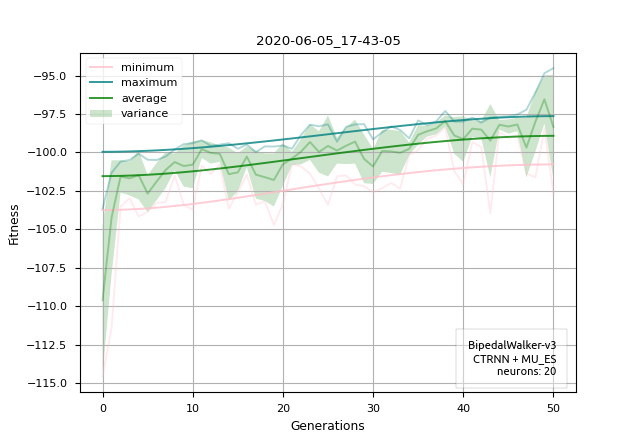 2020-06-05_17-43-05
minimum
maximum
average
variance
−95.0
−97.5
−100.0
−102.5
−105.0
−107.5
−110.0
−112.5
−115.0
Fitness
BipedalWalker-v3
CTRNN + MU_ES
neurons: 20
0 10 20 30 40 50
Generations